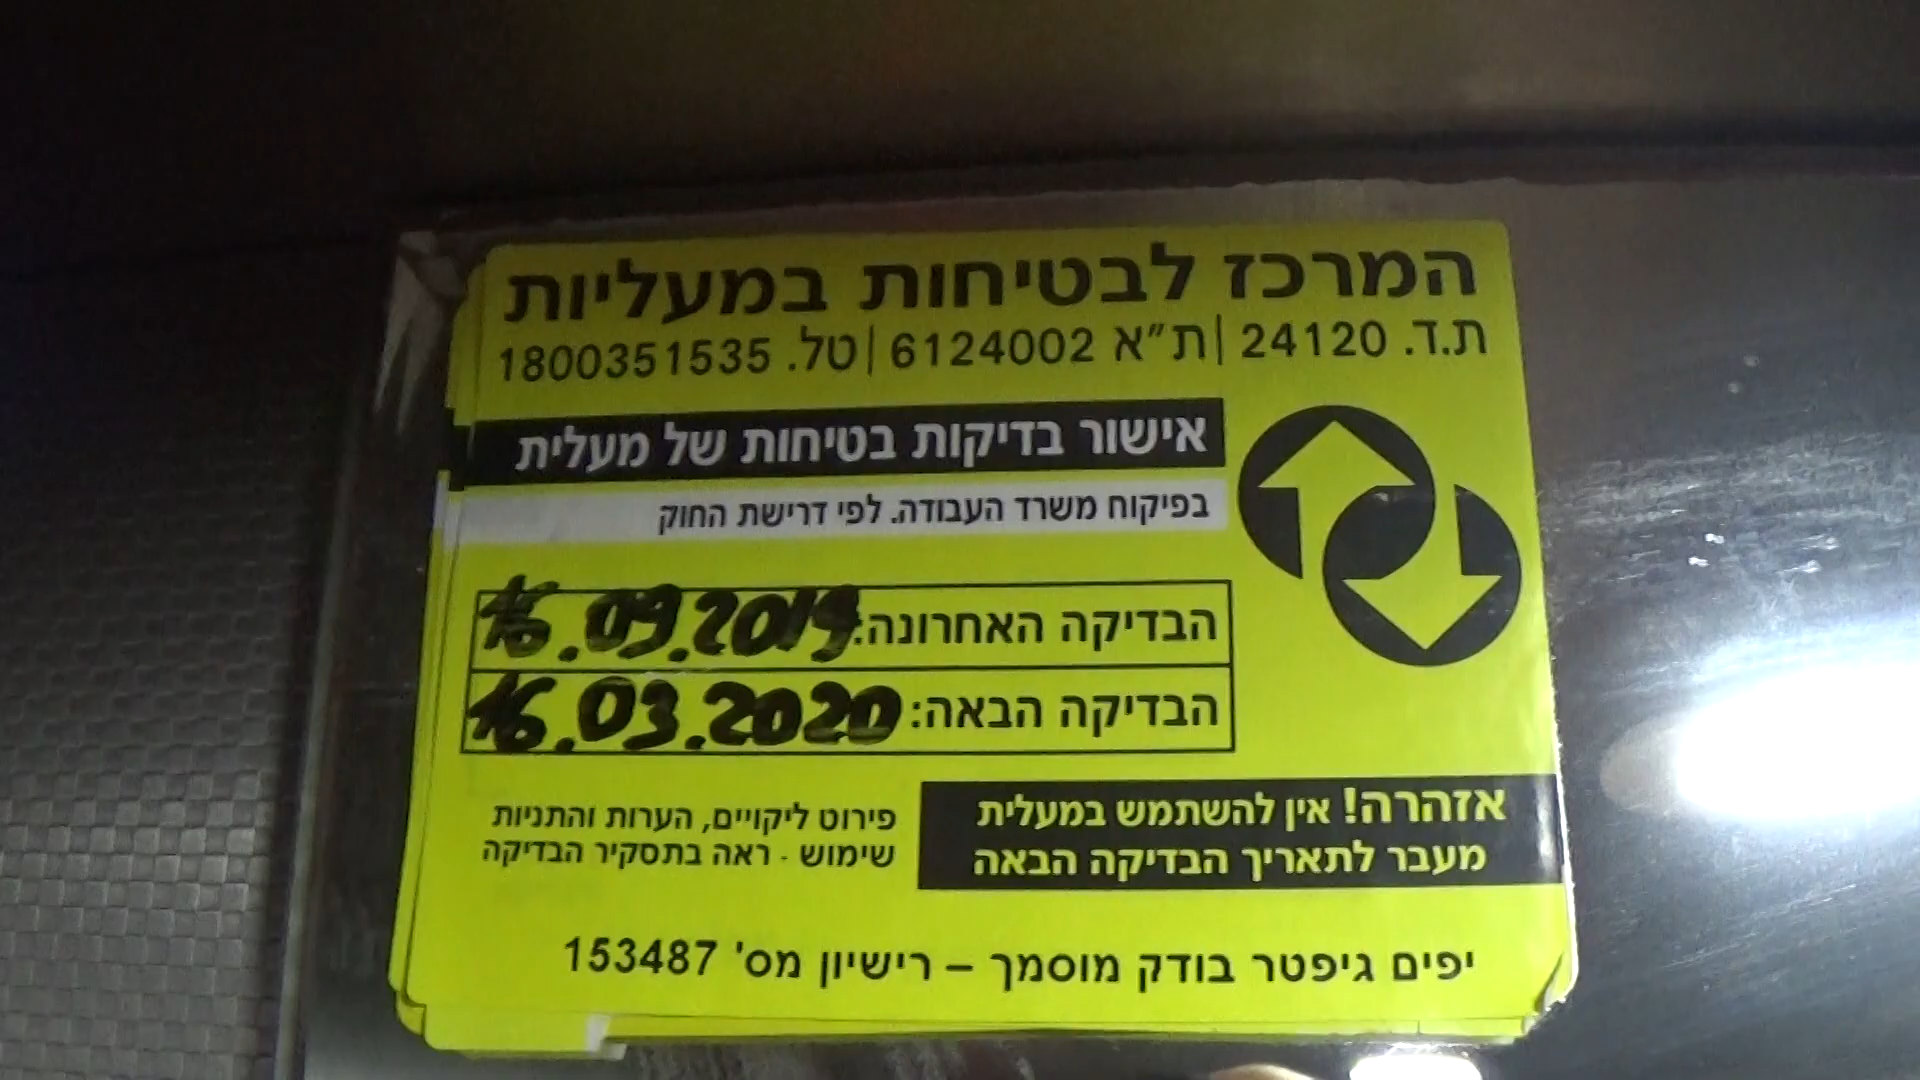 המרכז לבטיחות במעליות
ת.ד. 24120 | ת"א 6124002 | טל. 1800351535
אישור בדיקות בטיחות של מעלית
בפיקוח משרד העבודה. לפי דרישת החוק
הבדיקה האחרונה: 16.09.2019
הבדיקה הבאה: 16.03.2020
אזהרה! אין להשתמש במעלית
מעבר לתאריך הבדיקה הבאה
פירוט ליקויים, הערות והתניות
שימוש - ראה בתסקיר הבדיקה
יפים גיפטר בודק מוסמך – רישיון מס' 153487